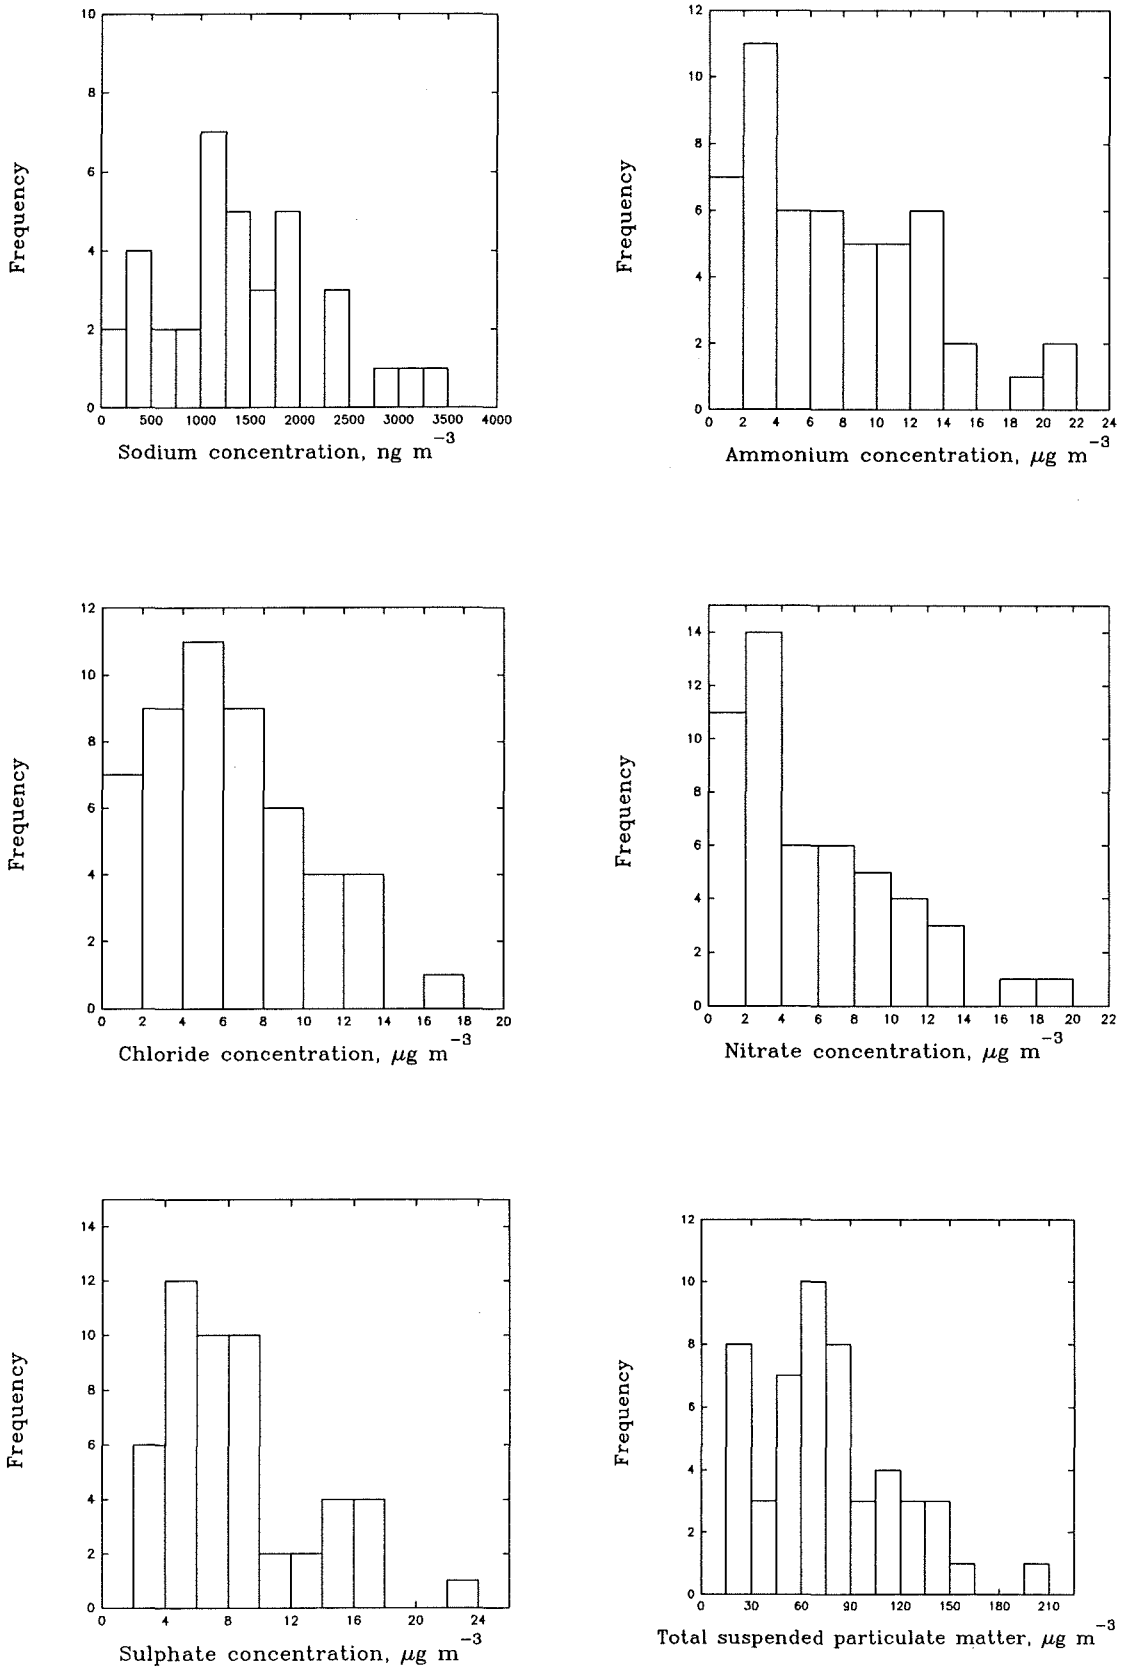 10
8
6
4
2
0
Frequency
0 500 1000 1500 2000 2500 3000 3500 4000
Sodium concentration, ng m⁻³
12
10
8
6
4
2
0
Frequency
0 2 4 6 8 10 12 14 16 18 20 22 24
Ammonium concentration, μg m⁻³
12
10
8
6
4
2
0
Frequency
0 2 4 6 8 10 12 14 16 18 20
Chloride concentration, μg m⁻³
14
12
10
8
6
4
2
0
Frequency
0 2 4 6 8 10 12 14 16 18 20 22
Nitrate concentration, μg m⁻³
14
12
10
8
6
4
2
0
Frequency
0 4 8 12 16 20 24
Sulphate concentration, μg m⁻³
12
10
8
6
4
2
0
Frequency
0 30 60 90 120 150 180 210
Total suspended particulate matter, μg m⁻³